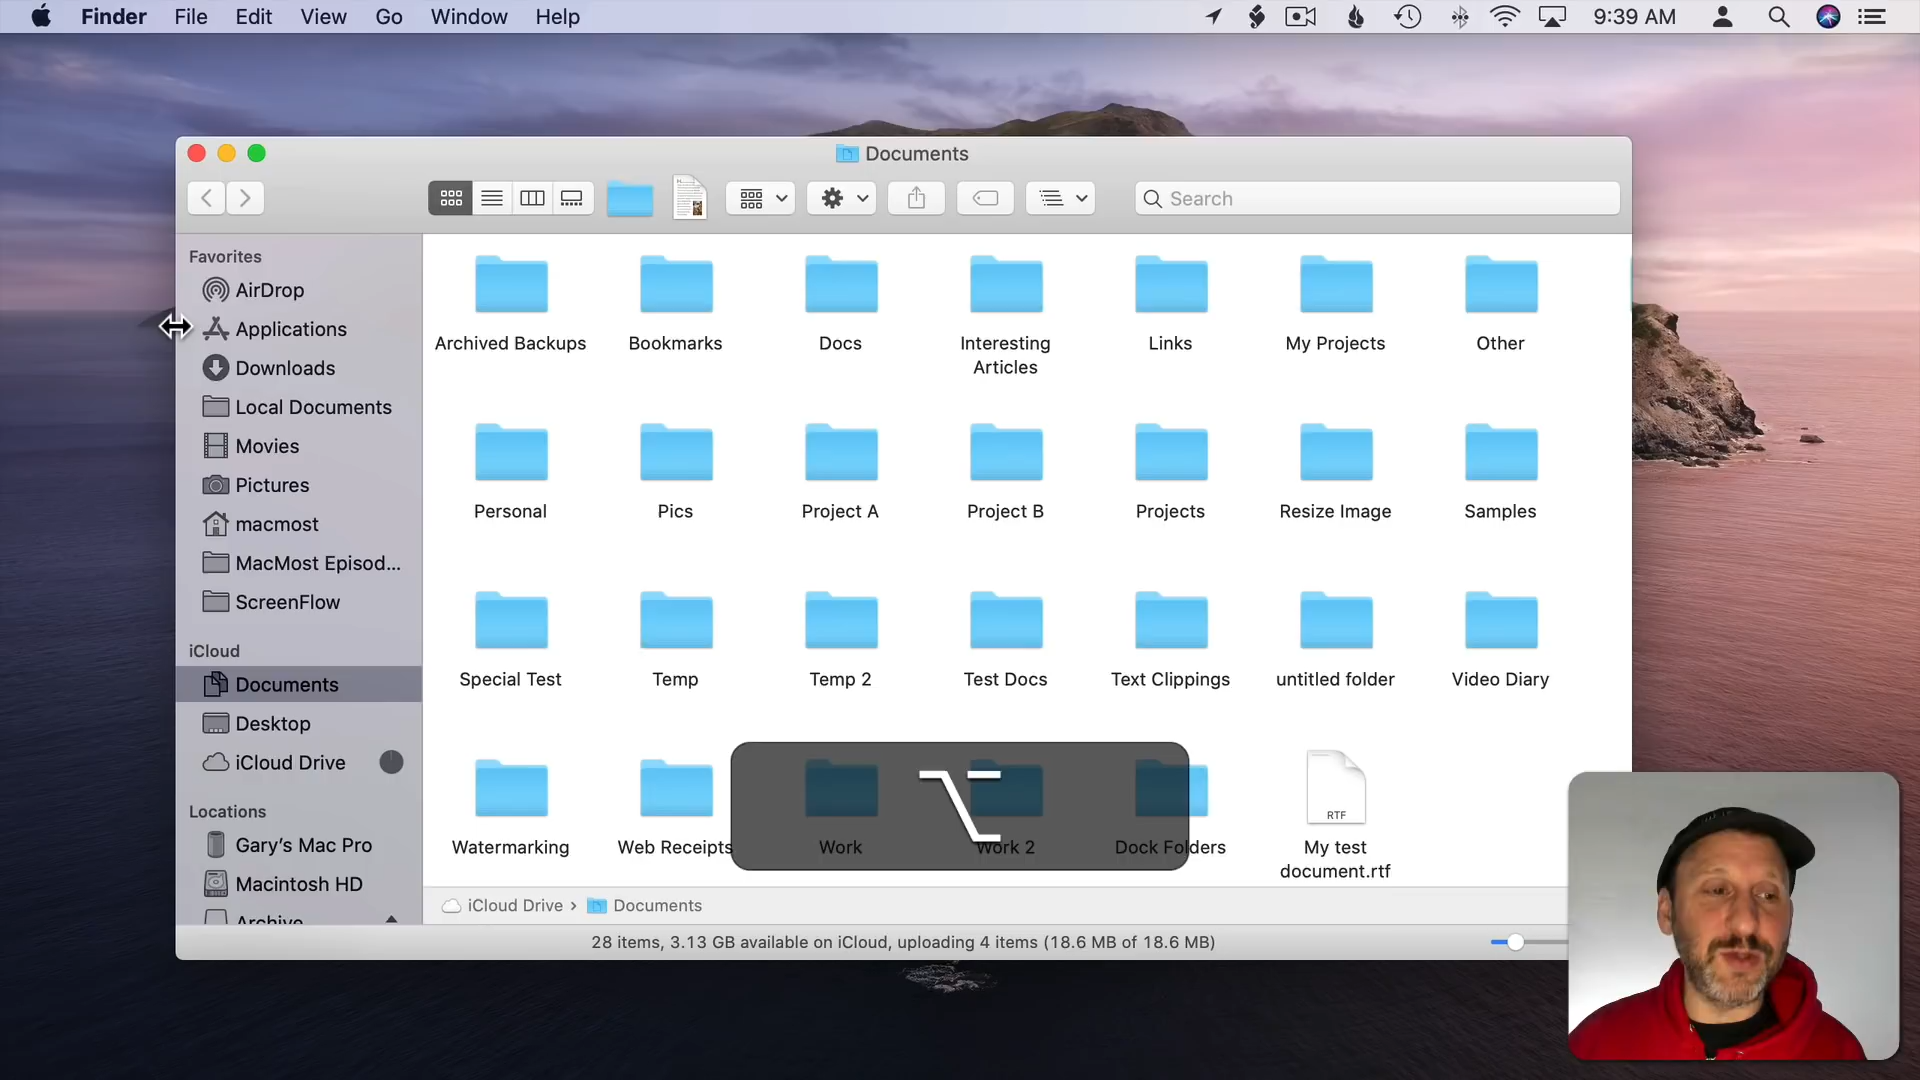 Finder File Edit View Go Window Help 9:39 AM
Documents
Search
Favorites
AirDrop
Applications
Downloads
Local Documents
Movies
Pictures
macmost
MacMost Episod...
ScreenFlow
iCloud
Documents
Desktop
iCloud Drive
Locations
Gary's Mac Pro
Macintosh HD
Archive
Archived Backups Bookmarks Docs Interesting Links My Projects Other
Articles
Personal Pics Project A Project B Projects Resize Image Samples
Special Test Temp Temp 2 Test Docs Text Clippings untitled folder Video Diary
RTF
Watermarking Web Receipts Work Work 2 Dock Folders My test
document.rtf
iCloud Drive › Documents
28 items, 3.13 GB available on iCloud, uploading 4 items (18.6 MB of 18.6 MB)